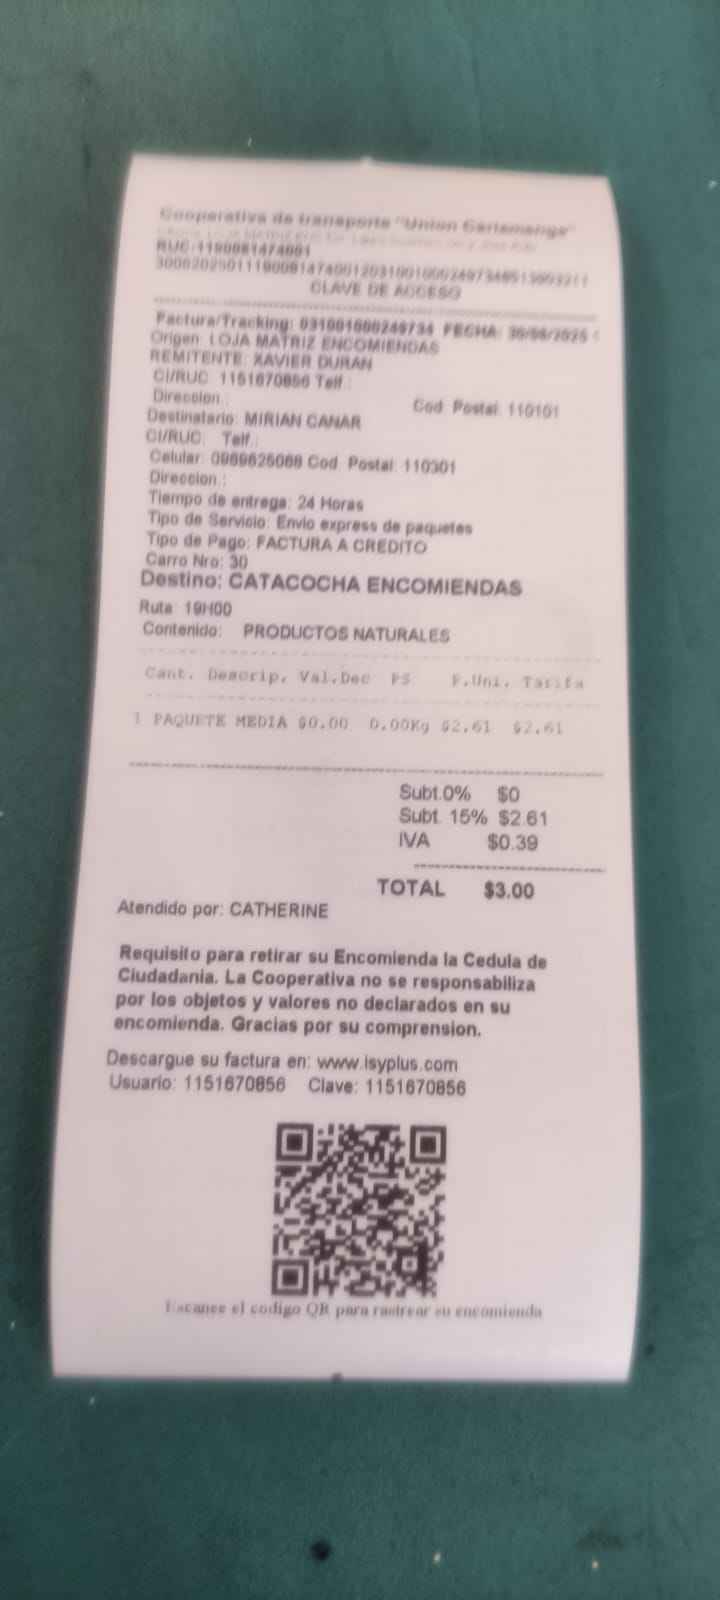 Cooperativa de transporte "Union Cariamanga"
RUC:1190081474001
CLAVE DE ACCESO
Factura/Tracking: 031001000249734 FECHA: 30/08/2025
Origen: LOJA MATRIZ ENCOMIENDAS
REMITENTE: XAVIER DURAN
CI/RUC: 1151670856 Telf.:
Direccion.: Cod. Postal: 110101
Destinatario: MIRIAN CANAR
CI/RUC: Telf.:
Celular: 0989625068 Cod. Postal: 110301
Direccion.:
Tiempo de entrega: 24 Horas
Tipo de Servicio: Envio express de paquetes
Tipo de Pago: FACTURA A CREDITO
Carro Nro: 30
Destino: CATACOCHA ENCOMIENDAS
Ruta: 19H00
Contenido: PRODUCTOS NATURALES
Cant. Descrip. Val.Dec PS P.Uni. Tarifa
1 PAQUETE MEDIA $0.00 0.00Kg $2.61 $2.61
Subt.0% $0
Subt. 15% $2.61
IVA $0.39
TOTAL $3.00
Atendido por: CATHERINE
Requisito para retirar su Encomienda la Cedula de
Ciudadania. La Cooperativa no se responsabiliza
por los objetos y valores no declarados en su
encomienda. Gracias por su comprension.
Descargue su factura en: www.isyplus.com
Usuario: 1151670856 Clave: 1151670856
Escanee el codigo QR para rastrear su encomienda